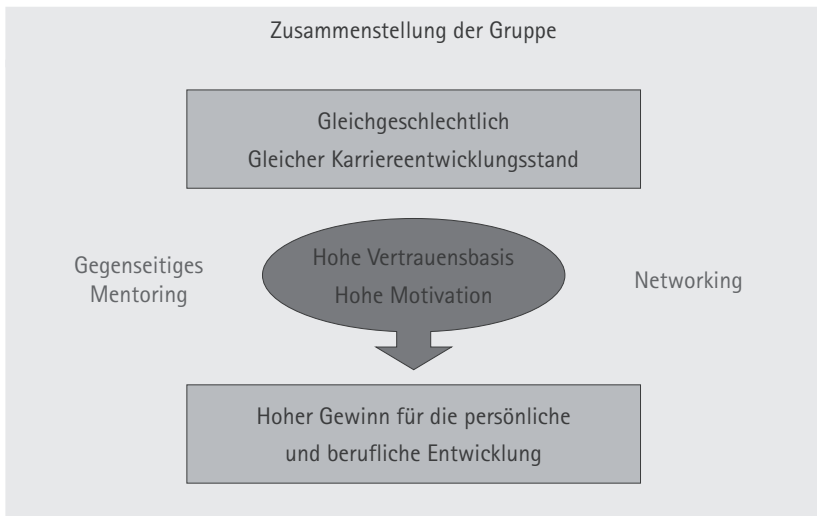 Zusammenstellung der Gruppe
Gleichgeschlechtlich
Gleicher Karriereentwicklungsstand
Gegenseitiges
Mentoring
Hohe Vertrauensbasis
Hohe Motivation
Networking
Hoher Gewinn für die persönliche
und berufliche Entwicklung